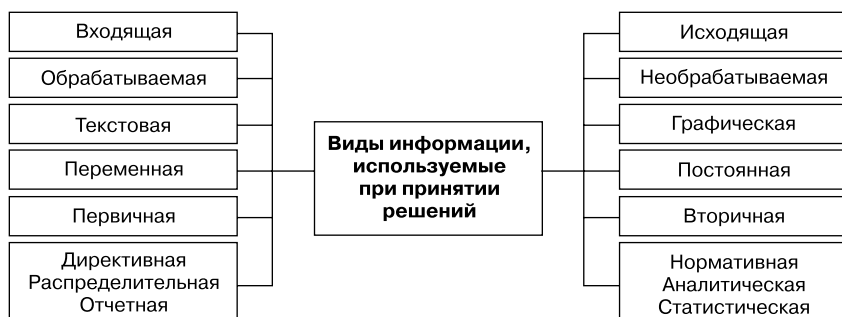 Входящая
Обрабатываемая
Текстовая
Переменная
Первичная
Директивная
Распределительная
Отчетная
Виды информации,
используемые
при принятии
решений
Исходящая
Необрабатываемая
Графическая
Постоянная
Вторичная
Нормативная
Аналитическая
Статистическая